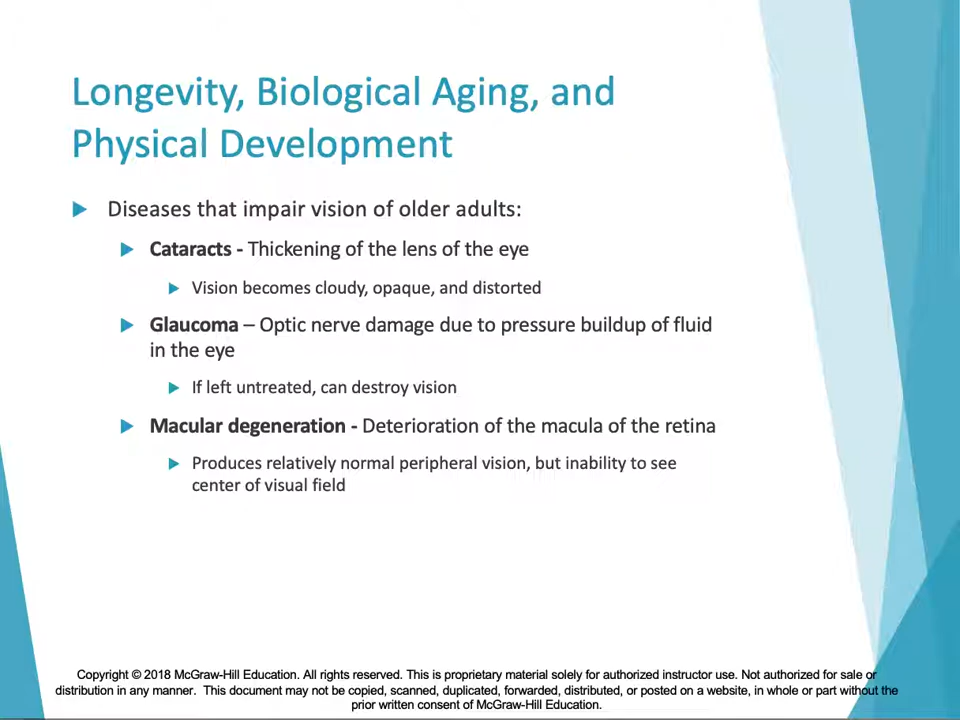 Longevity, Biological Aging, and
Physical Development
Diseases that impair vision of older adults:
Cataracts - Thickening of the lens of the eye
Vision becomes cloudy, opaque, and distorted
Glaucoma – Optic nerve damage due to pressure buildup of fluid
in the eye
If left untreated, can destroy vision
Macular degeneration - Deterioration of the macula of the retina
Produces relatively normal peripheral vision, but inability to see
center of visual field
Copyright © 2018 McGraw-Hill Education. All rights reserved. This is proprietary material solely for authorized instructor use. Not authorized for sale or
distribution in any manner. This document may not be copied, scanned, duplicated, forwarded, distributed, or posted on a website, in whole or part without the
prior written consent of McGraw-Hill Education.